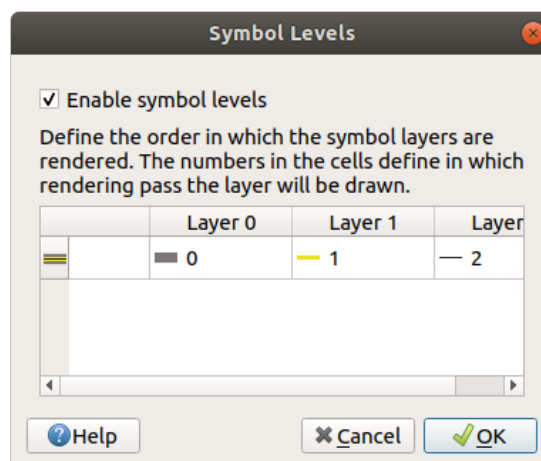 Symbol Levels
Enable symbol levels
Define the order in which the symbol layers are
rendered. The numbers in the cells define in which
rendering pass the layer will be drawn.
Layer 0 Layer 1 Layer
0 1 2
Help Cancel OK